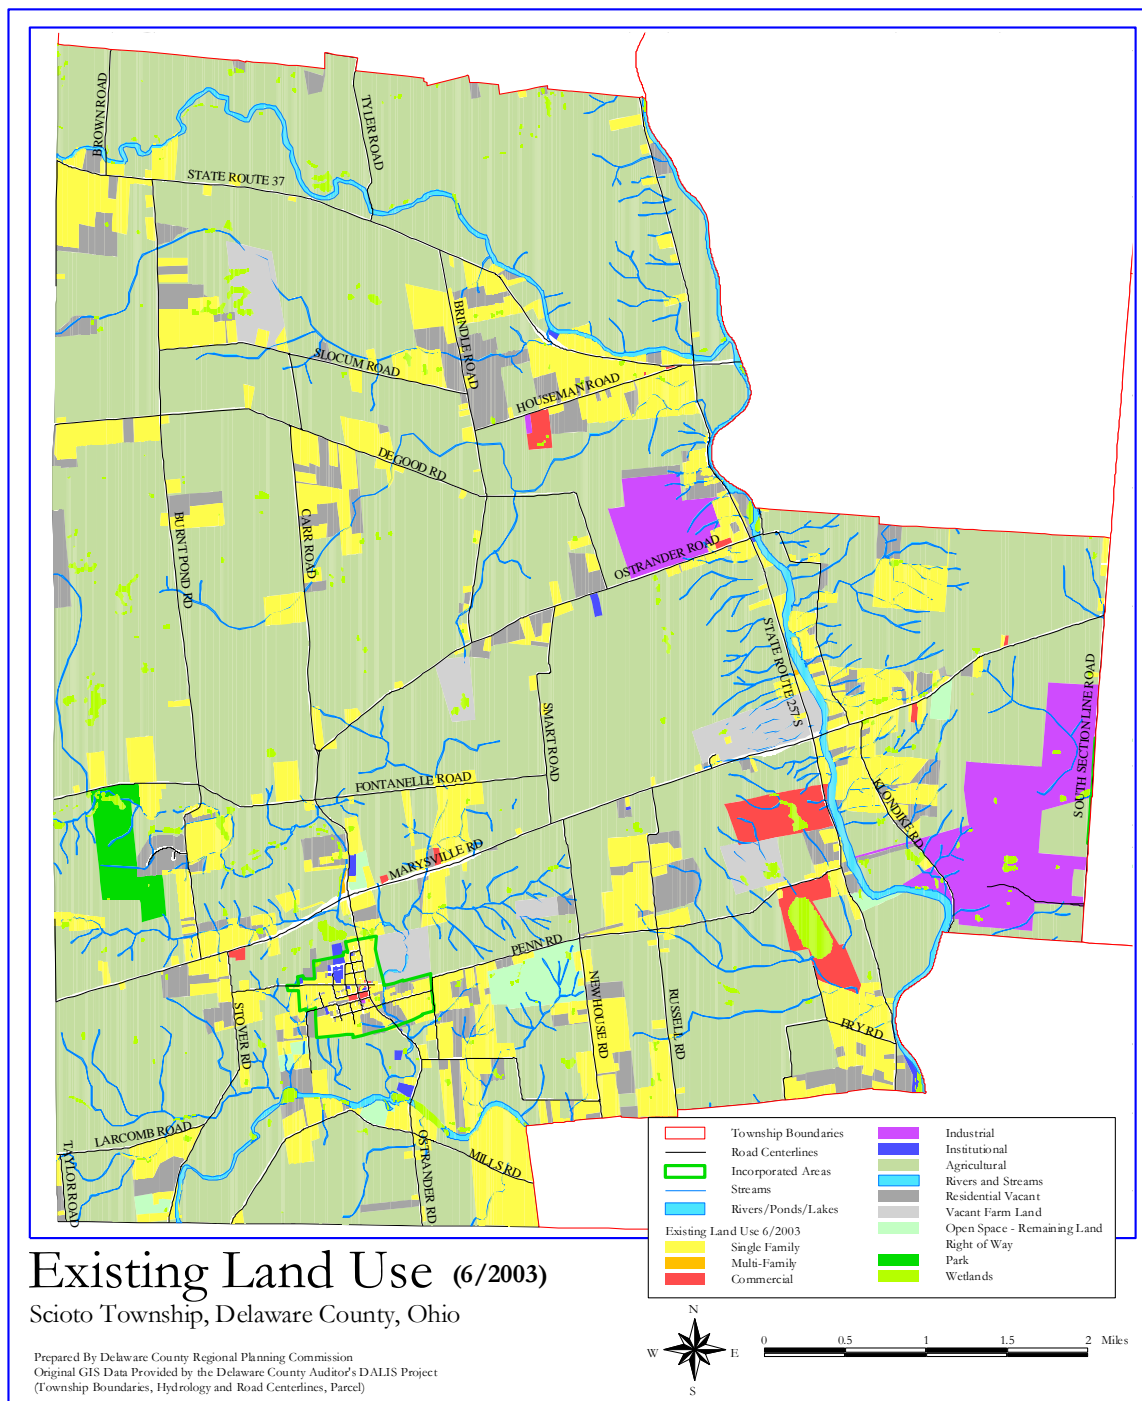 BROWN ROAD
TYLER ROAD
STATE ROUTE 37
BRINDLE ROAD
SLOCUM ROAD
HOUSEMAN ROAD
DEGOOD RD
BURNT POND RD
CARR ROAD
OSTRANDER ROAD
STATE ROUTE 257 S
SOUTH SECTION LINE ROAD
SMART ROAD
FONTANELLE ROAD
KLONDIKE RD
MARYSVILLE RD
PENN RD
NEWHOUSE RD
RUSSELL RD
STOVER RD
FRY RD
LARCOMB ROAD
TAYLOR ROAD
OSTRANDER RD
MILLS RD
Township Boundaries
Road Centerlines
Incorporated Areas
Streams
Rivers/Ponds/Lakes
Existing Land Use 6/2003
Single Family
Multi-Family
Commercial
Industrial
Institutional
Agricultural
Rivers and Streams
Residential Vacant
Vacant Farm Land
Open Space - Remaining Land
Right of Way
Park
Wetlands
Existing Land Use (6/2003)
Scioto Township, Delaware County, Ohio
Prepared By Delaware County Regional Planning Commission
Original GIS Data Provided by the Delaware County Auditor's DALIS Project
(Township Boundaries, Hydrology and Road Centerlines, Parcel)
N
W E
S
0 0.5 1 1.5 2 Miles